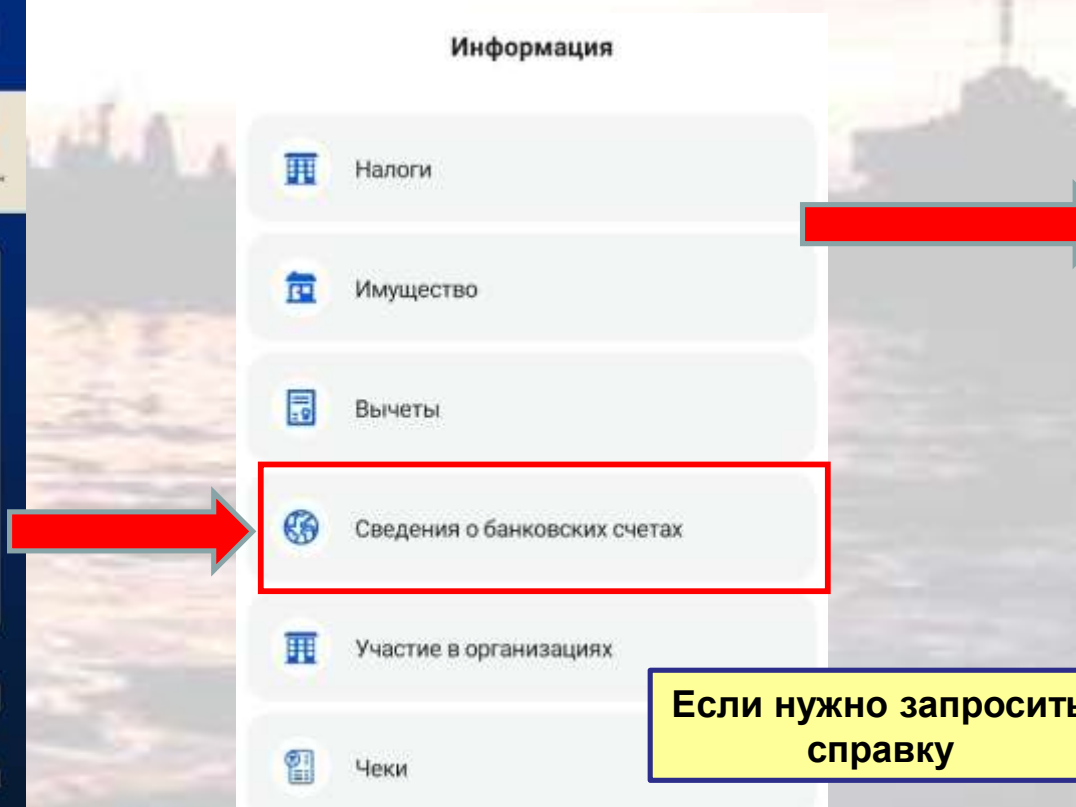 Информация
Налоги
Имущество
Вычеты
Сведения о банковских счетах
Участие в организациях
Если нужно запросить
справку
Чеки